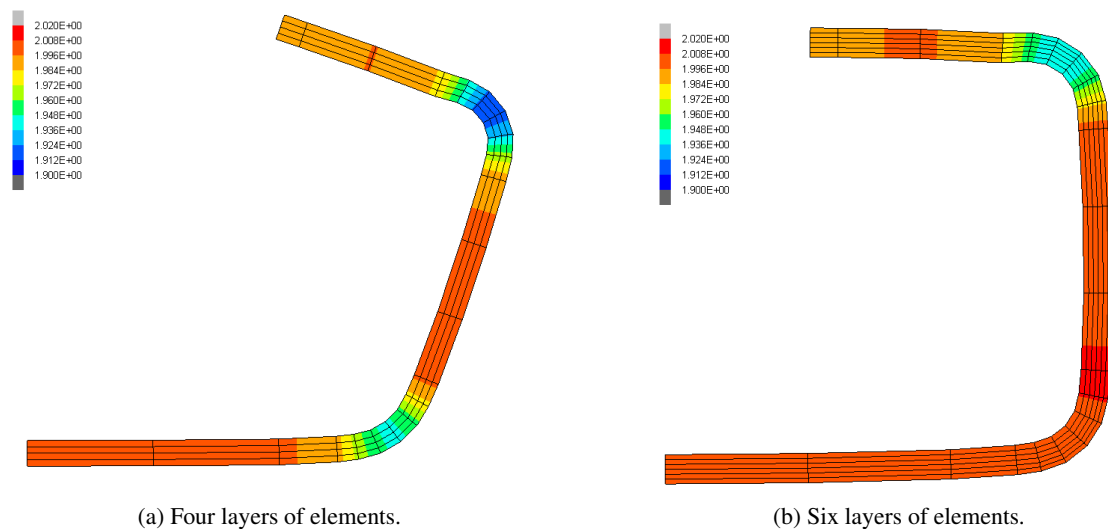 2.020E+00
2.008E+00
1.996E+00
1.984E+00
1.972E+00
1.960E+00
1.948E+00
1.936E+00
1.924E+00
1.912E+00
1.900E+00
(a) Four layers of elements.
2.020E+00
2.008E+00
1.996E+00
1.984E+00
1.972E+00
1.960E+00
1.948E+00
1.936E+00
1.924E+00
1.912E+00
1.900E+00
(b) Six layers of elements.